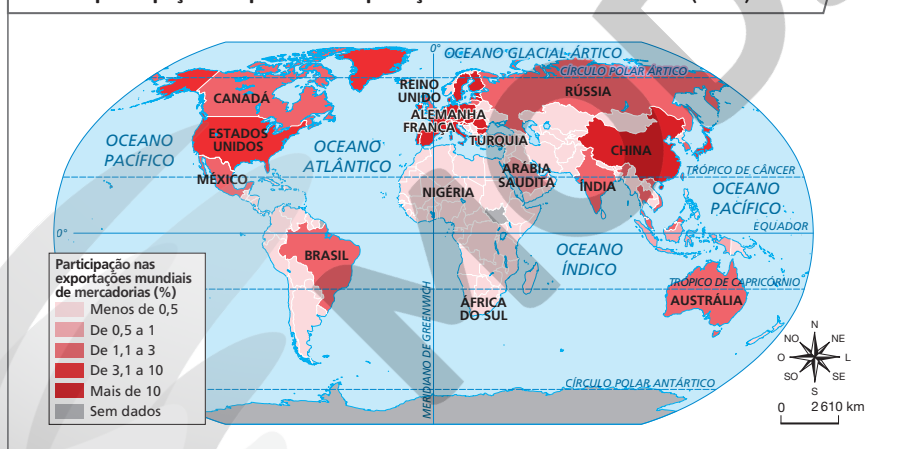 0°
OCEANO GLACIAL ÁRTICO
CÍRCULO POLAR ÁRTICO
REINO
UNIDO
RÚSSIA
CANADÁ
ALEMANHA
FRANÇA
ESTADOS
UNIDOS
TURQUIA
OCEANO
PACÍFICO
OCEANO
ATLÂNTICO
CHINA
MÉXICO
ARÁBIA
SAUDITA
TRÓPICO DE CÂNCER
NIGÉRIA
ÍNDIA
OCEANO
PACÍFICO
0°
EQUADOR
BRASIL
OCEANO
ÍNDICO
TRÓPICO DE CAPRICÓRNIO
AUSTRÁLIA
ÁFRICA
DO SUL
MERIDIANO DE GREENWICH
CÍRCULO POLAR ANTÁRTICO
Participação nas
exportações mundiais
de mercadorias (%)
Menos de 0,5
De 0,5 a 1
De 1,1 a 3
De 3,1 a 10
Mais de 10
Sem dados
N
NO
NE
O
L
SO
SE
S
0
2 610 km